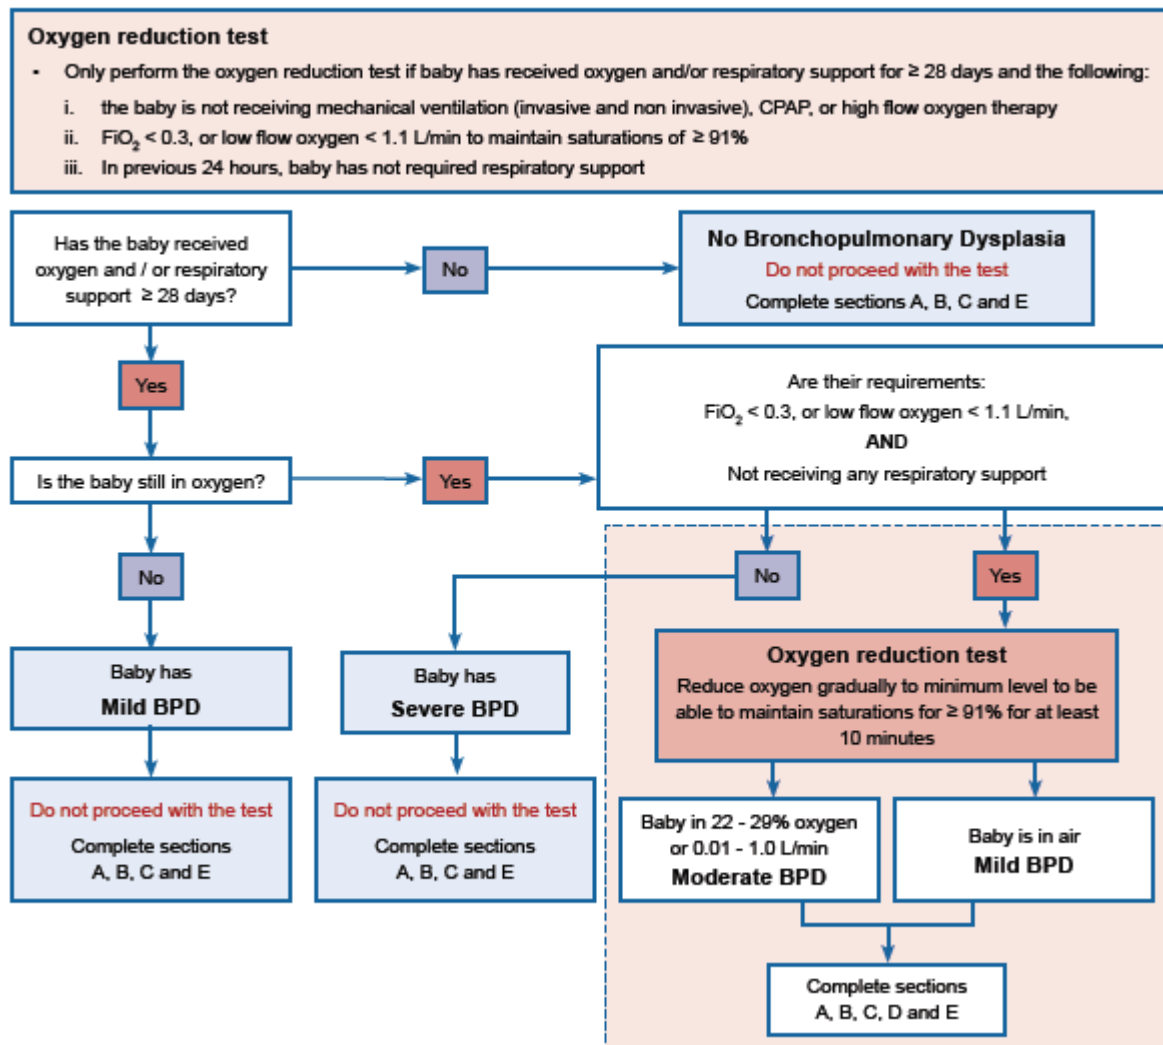 Oxygen reduction test
• Only perform the oxygen reduction test if baby has received oxygen and/or respiratory support for ≥ 28 days and the following:
i. the baby is not receiving mechanical ventilation (invasive and non invasive), CPAP, or high flow oxygen therapy
ii. FiO₂ < 0.3, or low flow oxygen < 1.1 L/min to maintain saturations of ≥ 91%
iii. In previous 24 hours, baby has not required respiratory support
Has the baby received
oxygen and / or respiratory
support ≥ 28 days?
No
No Bronchopulmonary Dysplasia
Do not proceed with the test
Complete sections A, B, C and E
Yes
Is the baby still in oxygen?
Yes
Are their requirements:
FiO₂ < 0.3, or low flow oxygen < 1.1 L/min,
AND
Not receiving any respiratory support
No
No
Yes
Baby has
Mild BPD
Baby has
Severe BPD
Oxygen reduction test
Reduce oxygen gradually to minimum level to be
able to maintain saturations for ≥ 91% for at least
10 minutes
Do not proceed with the test
Complete sections
A, B, C and E
Do not proceed with the test
Complete sections
A, B, C and E
Baby in 22 - 29% oxygen
or 0.01 - 1.0 L/min
Moderate BPD
Baby is in air
Mild BPD
Complete sections
A, B, C, D and E